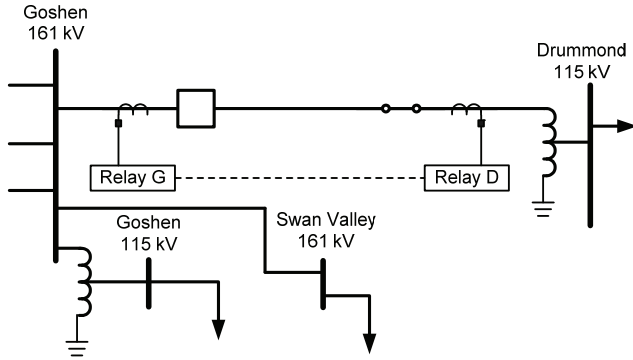 Goshen
161 kV
Drummond
115 kV
Relay G
Relay D
Goshen
115 kV
Swan Valley
161 kV